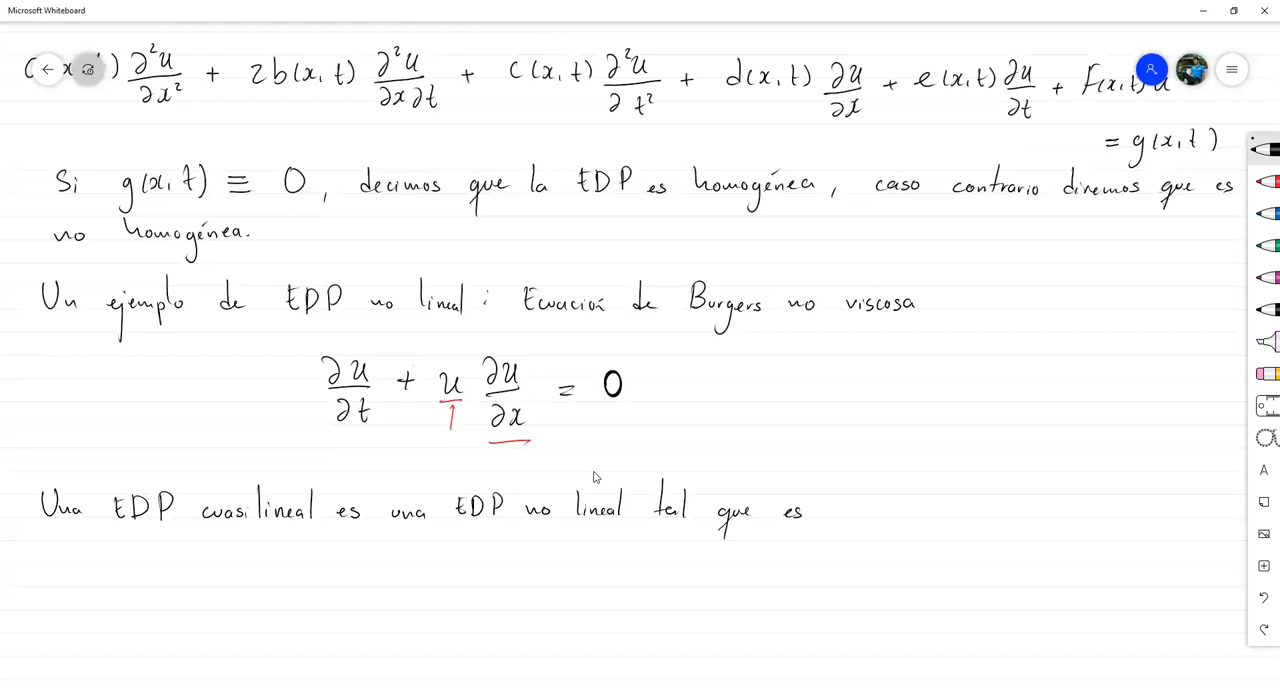 Microsoft Whiteboard
∂²u/∂x² + 2b(x,t) ∂²u/∂x∂t + c(x,t) ∂²u/∂t² + d(x,t) ∂u/∂x + e(x,t) ∂u/∂t + f(x,t) u
= g(x,t)
Si g(x,t) ≡ 0, decimos que la EDP es homogénea, caso contrario diremos que es
no homogénea.
Un ejemplo de EDP no lineal: Ecuación de Burgers no viscosa
∂u/∂t + u ∂u/∂x = 0
Una EDP cuasilineal es una EDP no lineal tal que es
A